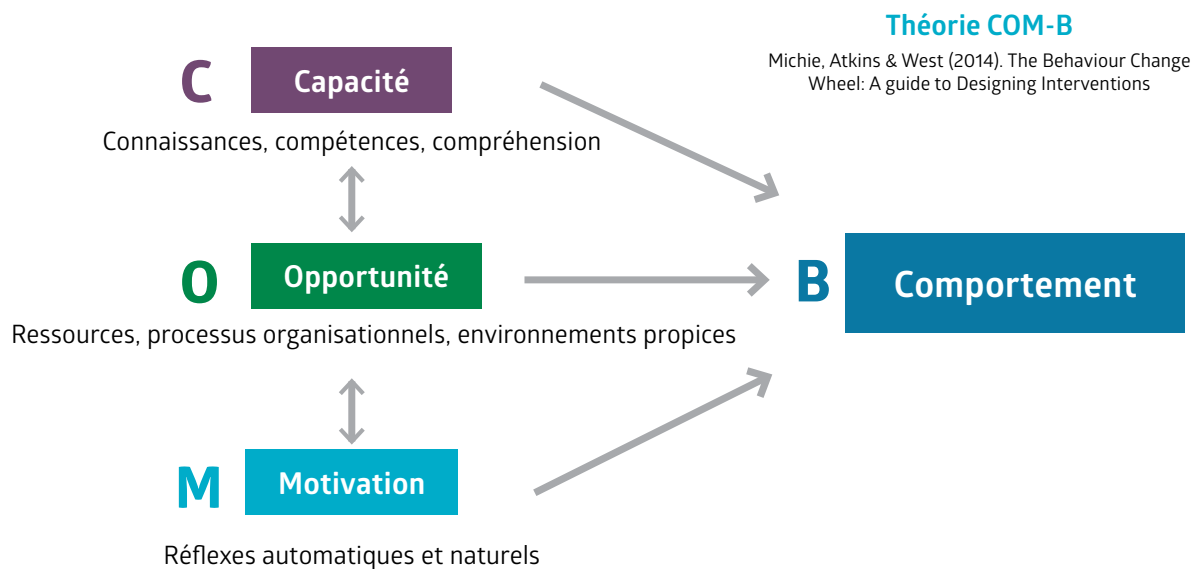 Théorie COM-B
Michie, Atkins & West (2014). The Behaviour Change
Wheel: A guide to Designing Interventions
C
Capacité
Connaissances, compétences, compréhension
O
Opportunité
Ressources, processus organisationnels, environnements propices
B
Comportement
M
Motivation
Réflexes automatiques et naturels